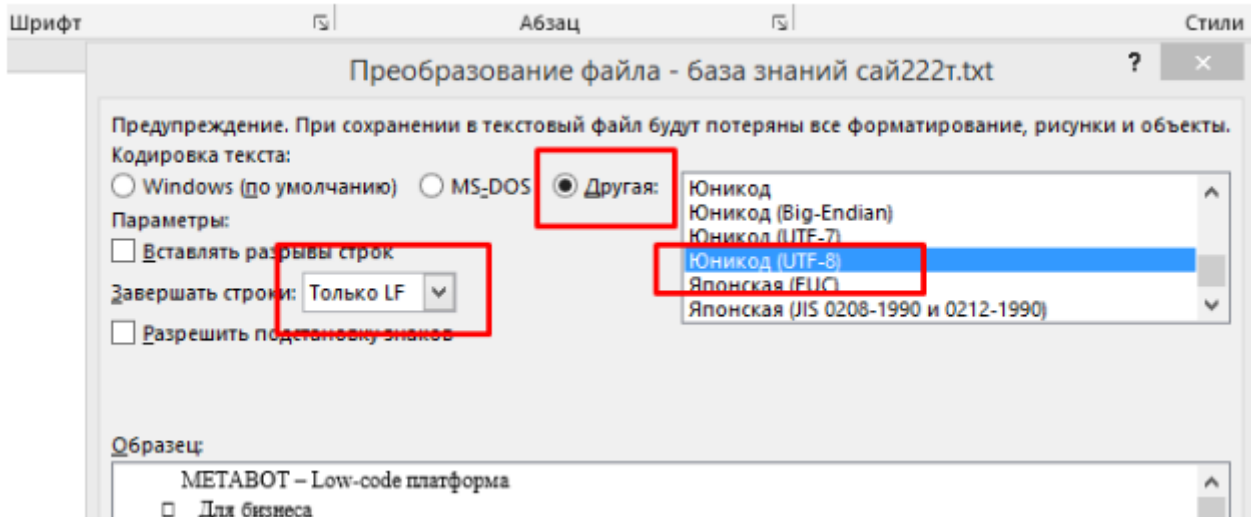 Шрифт Абзац Стили
Преобразование файла - база знаний сай222т.txt ?
Предупреждение. При сохранении в текстовый файл будут потеряны все форматирование, рисунки и объекты.
Кодировка текста:
Windows (по умолчанию) MS-DOS Другая:
Юникод
Юникод (Big-Endian)
Юникод (UTF-7)
Юникод (UTF-8)
Японская (EUC)
Японская (JIS 0208-1990 и 0212-1990)
Параметры:
Вставлять разрывы строк
Завершать строки: Только LF
Разрешить подстановку знаков
Образец:
METABOT – Low-code платформа
Для бизнеса